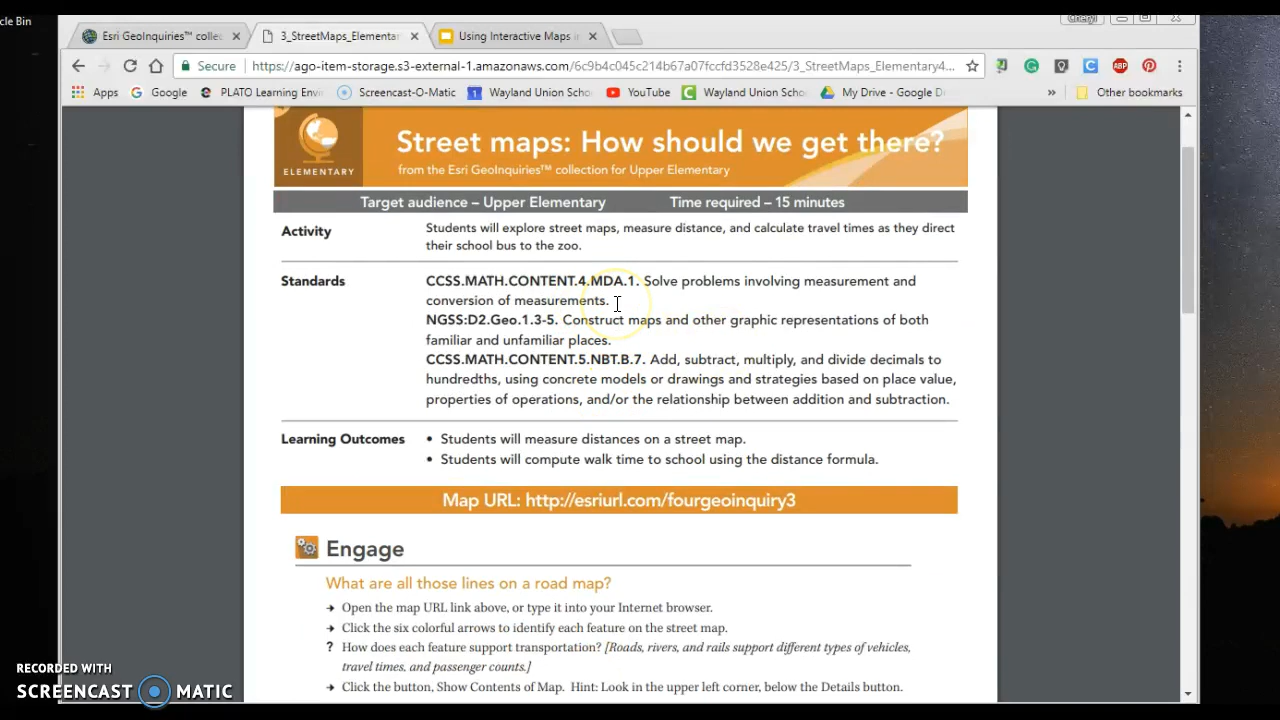 cle Bin
Cheryl
Esri GeoInquiries™ collec
3_StreetMaps_Elementar
Using Interactive Maps i
Secure
https://ago-item-storage.s3-external-1.amazonaws.com/6c9b4c045c214b67a07fccfd3528e425/3_StreetMaps_Elementary4...
Apps
Google
PLATO Learning Envi
Screencast-O-Matic
Wayland Union Scho
YouTube
Wayland Union Scho
My Drive - Google D
»
Other bookmarks
ELEMENTARY
Street maps: How should we get there?
from the Esri GeoInquiries™ collection for Upper Elementary
Target audience – Upper Elementary Time required – 15 minutes
Activity
Students will explore street maps, measure distance, and calculate travel times as they direct
their school bus to the zoo.
Standards
CCSS.MATH.CONTENT.4.MDA.1. Solve problems involving measurement and
conversion of measurements.
NGSS:D2.Geo.1.3-5. Construct maps and other graphic representations of both
familiar and unfamiliar places.
CCSS.MATH.CONTENT.5.NBT.B.7. Add, subtract, multiply, and divide decimals to
hundredths, using concrete models or drawings and strategies based on place value,
properties of operations, and/or the relationship between addition and subtraction.
Learning Outcomes
• Students will measure distances on a street map.
• Students will compute walk time to school using the distance formula.
Map URL: http://esriurl.com/fourgeoinquiry3
Engage
What are all those lines on a road map?
→ Open the map URL link above, or type it into your Internet browser.
→ Click the six colorful arrows to identify each feature on the street map.
? How does each feature support transportation? [Roads, rivers, and rails support different types of vehicles,
travel times, and passenger counts.]
→ Click the button, Show Contents of Map. Hint: Look in the upper left corner, below the Details button.
RECORDED WITH
SCREENCAST MATIC